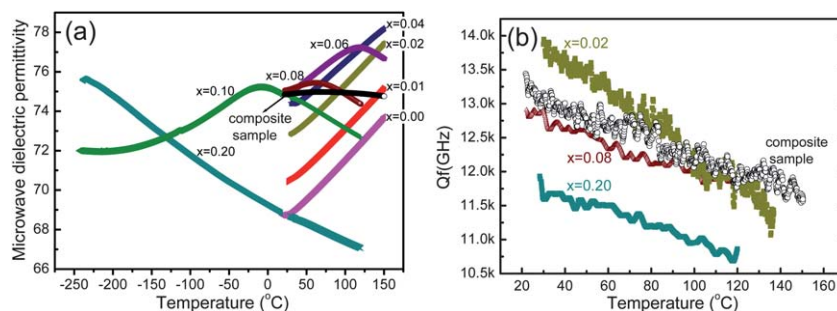 (a)
x=0.04
x=0.02
x=0.06
x=0.08
x=0.10
composite
sample
x=0.01
x=0.00
x=0.20
78
76
74
72
70
68
66
-250 -200 -150 -100 -50 0 50 100 150
Microwave dielectric permittivity
Temperature (°C)
(b)
x=0.02
composite
sample
x=0.08
x=0.20
14.0k
13.5k
13.0k
12.5k
12.0k
11.5k
11.0k
10.5k
20 40 60 80 100 120 140 160
Qf(GHz)
Temperature (°C)